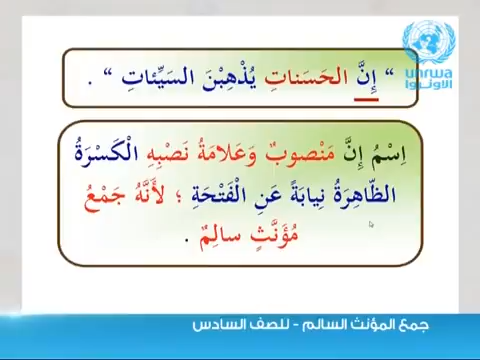 " إِنَّ الحَسَناتِ يُذْهِبْنَ السَيِّئاتِ " .
unrwa
الأونروا
اِسْمُ إِنَّ مَنْصوبٌ وَعَلامَةُ نَصْبِهِ الْكَسْرَةُ
الظّاهِرَةُ نِيابَةً عَنِ الْفَتْحَةِ ؛ لأَنَّهُ جَمْعُ
مُؤَنَّثٍ سالِمٌ .
جمع المؤنث السالم - للصف السادس